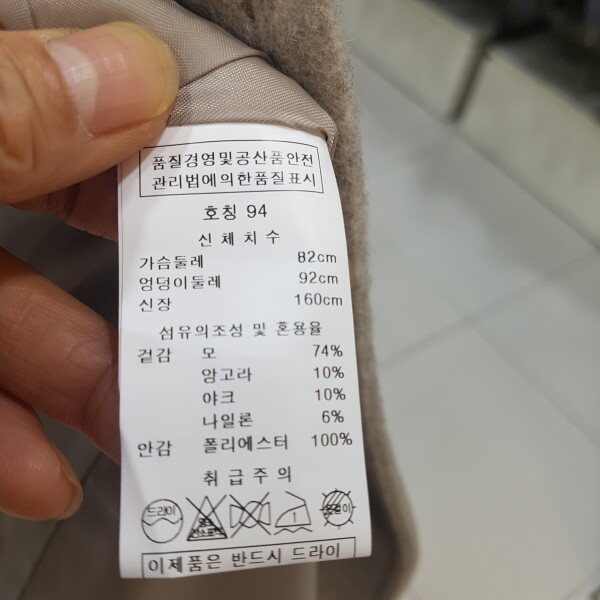 품질경영및공산품안전
관리법에의한품질표시
호칭 94
신체치수
가슴둘레 82cm
엉덩이둘레 92cm
신장 160cm
섬유의조성 및 혼용율
겉감 모 74%
앙고라 10%
야크 10%
나일론 6%
안감 폴리에스터 100%
취급주의
드라이 1 옷걸이
이제품은 반드시 드라이